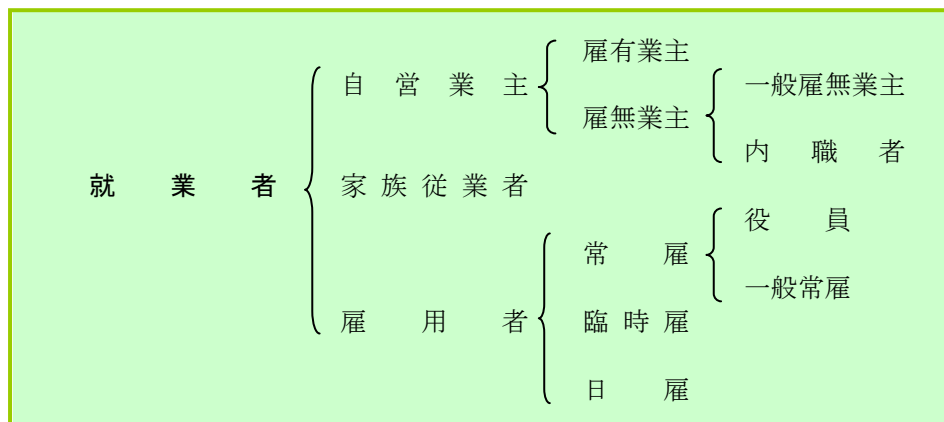 雇有業主
自営業主
一般雇無業主
雇無業主
内職者
就業者
家族従業者
役員
常雇
一般常雇
雇用者
臨時雇
日雇